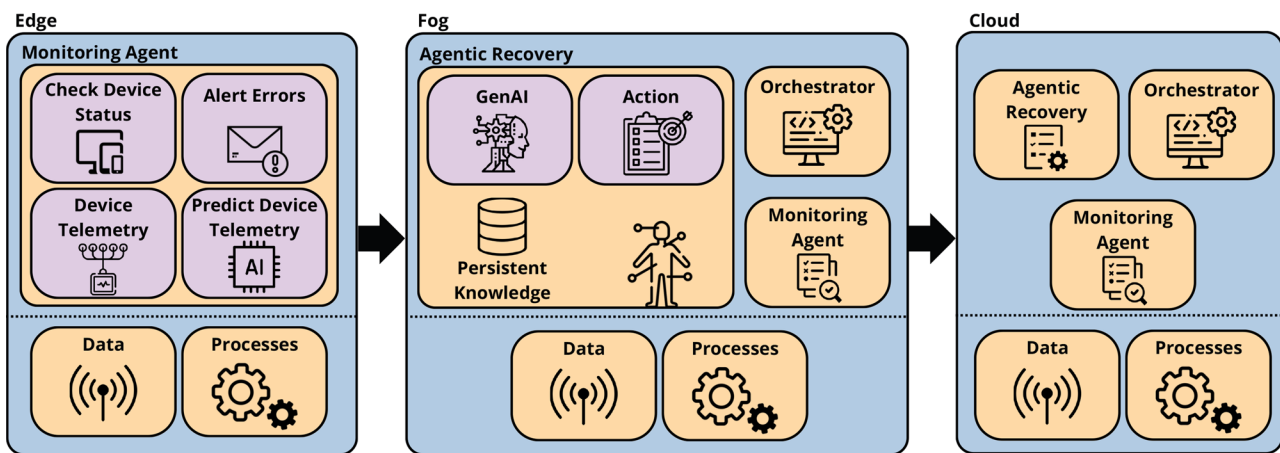 Edge
Monitoring Agent
Check Device
Status
Alert Errors
Device
Telemetry
Predict Device
Telemetry
AI
Data
Processes
Fog
Agentic Recovery
GenAI
Action
Orchestrator
</>
Persistent
Knowledge
Monitoring
Agent
Data
Processes
Cloud
Agentic
Recovery
Orchestrator
</>
Monitoring
Agent
Data
Processes